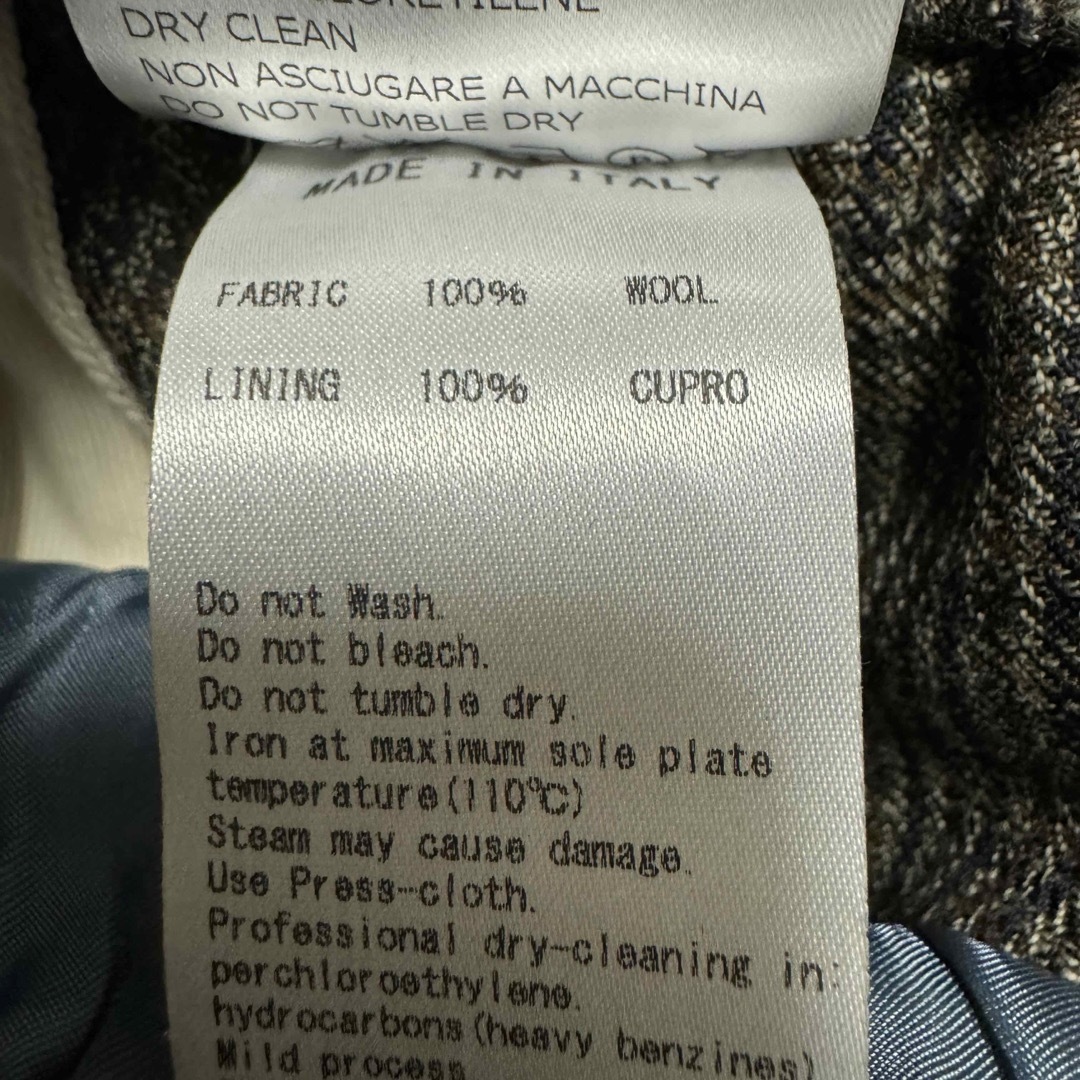 DRY CLEAN
NON ASCIUGARE A MACCHINA
DO NOT TUMBLE DRY
MADE IN ITALY
FABRIC 100% WOOL
LINING 100% CUPRO
Do not Wash.
Do not bleach.
Do not tumble dry.
Iron at maximum sole plate
temperature(110℃)
Steam may cause damage.
Use Press-cloth.
Professional dry-cleaning in:
perchloroethylene.
hydrocarbons(heavy benzines)
Mild process